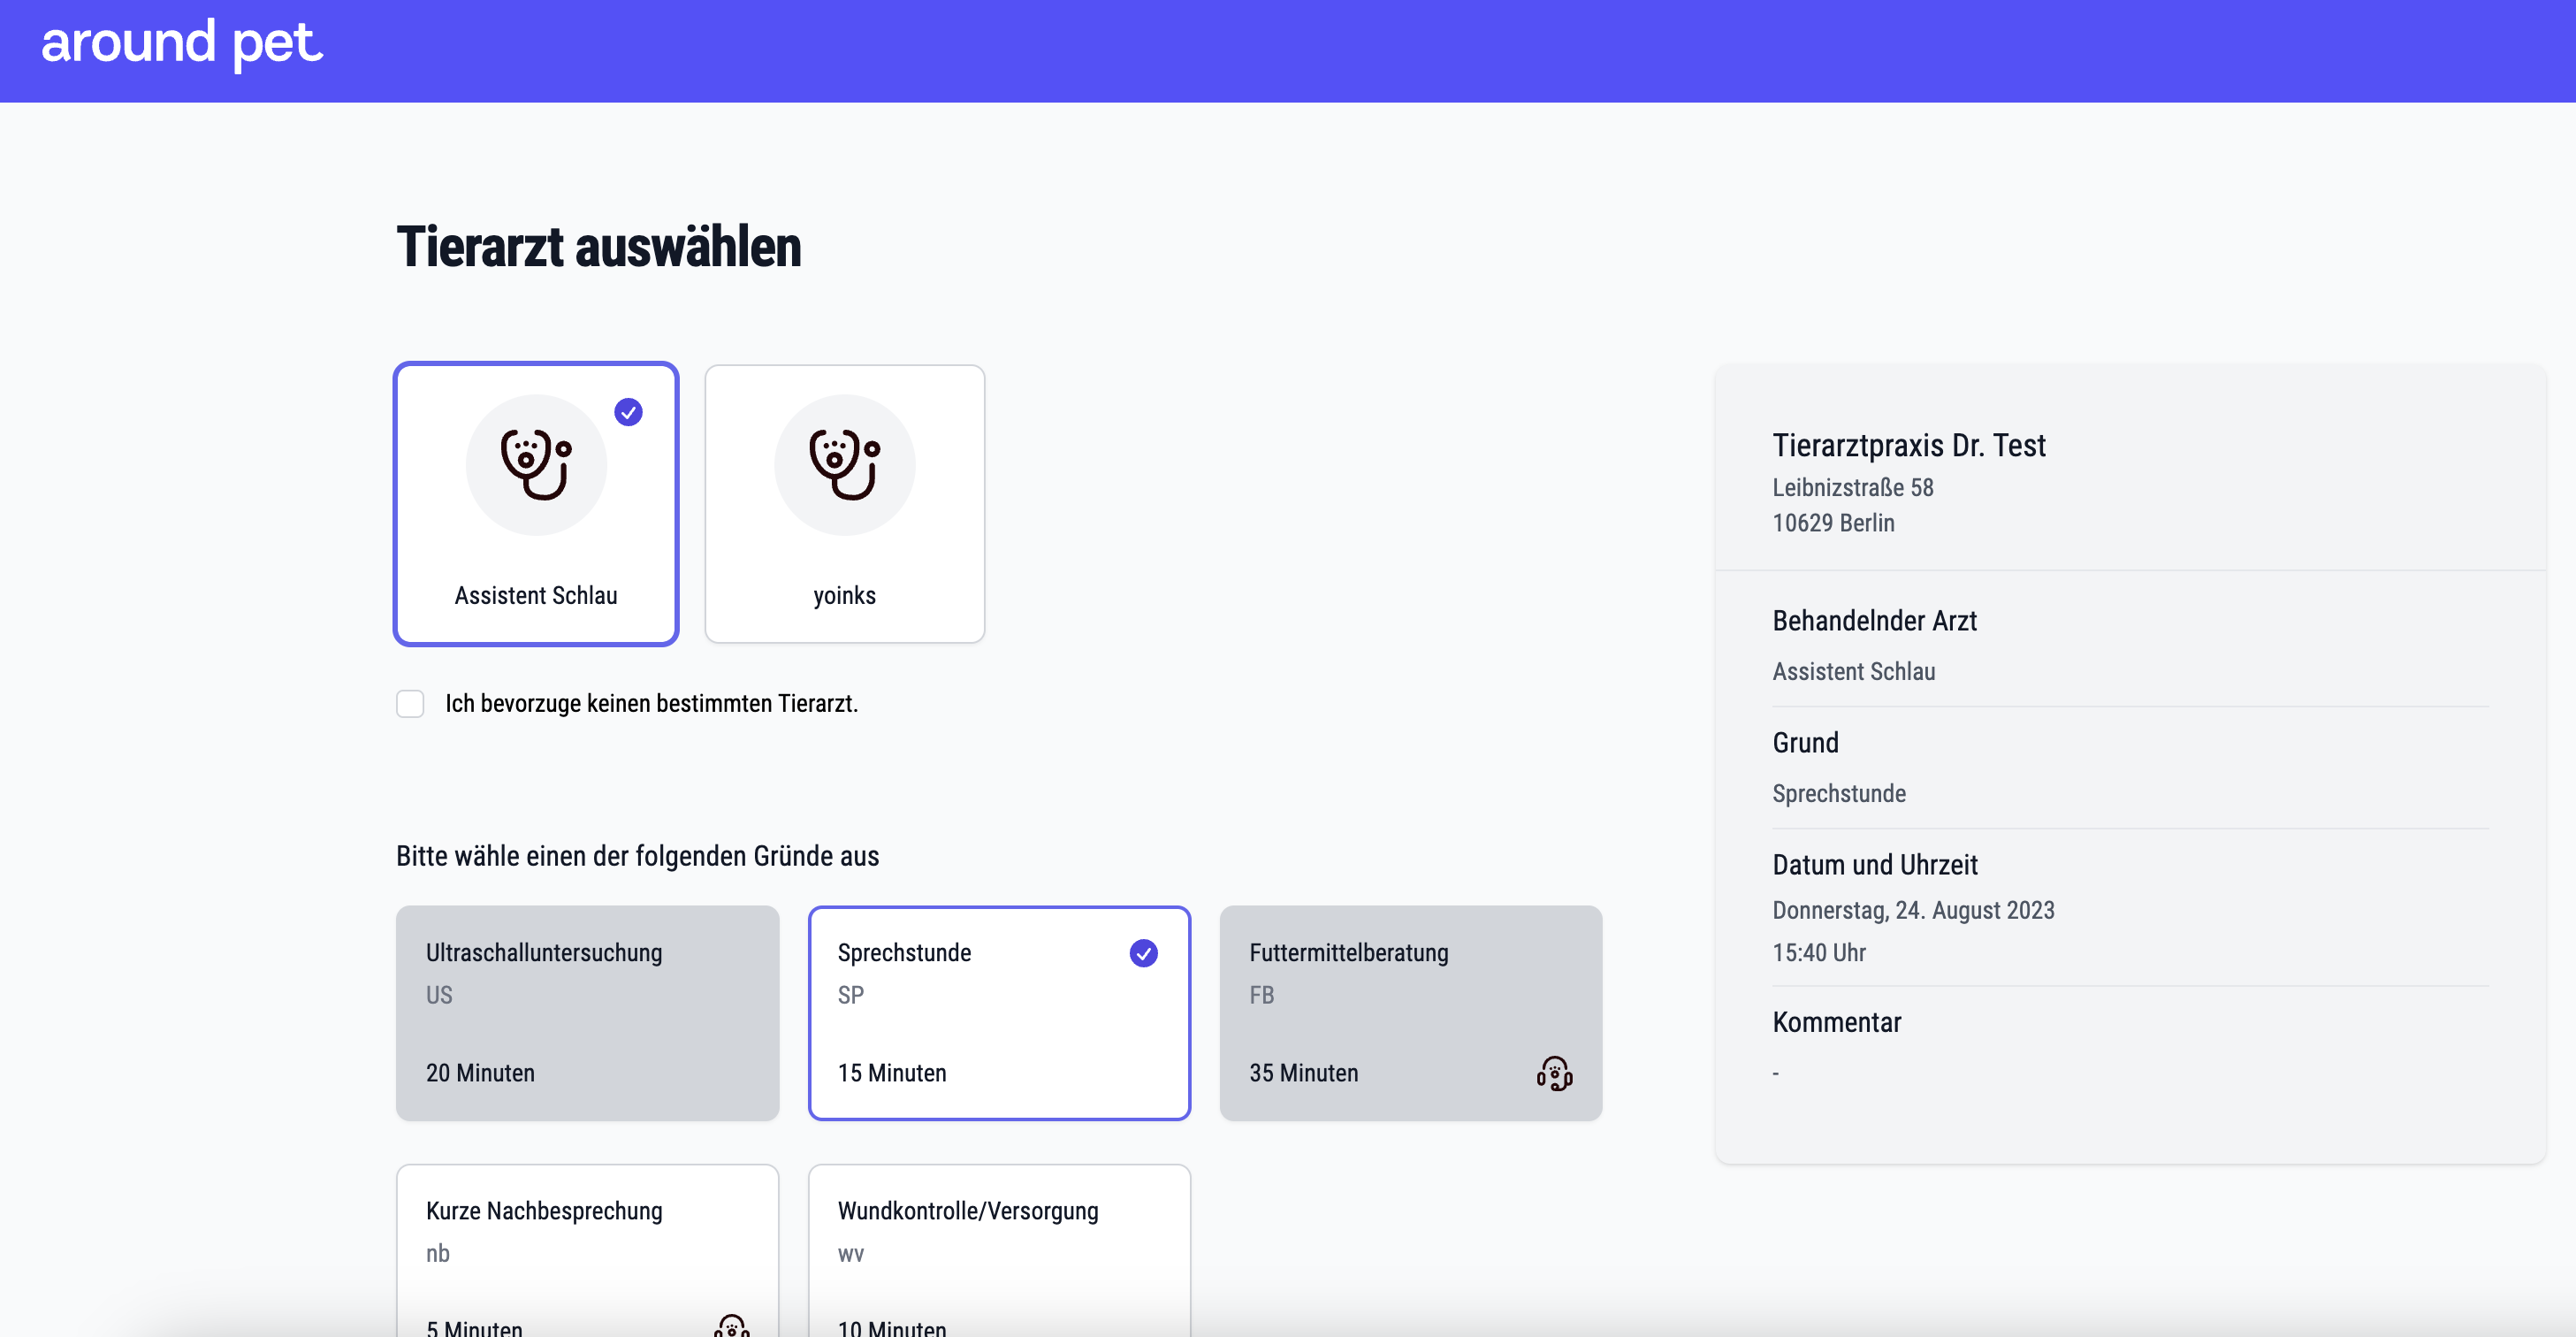 around pet.
Tierarzt auswählen
Assistent Schlau
yoinks
Ich bevorzuge keinen bestimmten Tierarzt.
Bitte wähle einen der folgenden Gründe aus
Ultraschalluntersuchung
US
20 Minuten
Sprechstunde
SP
15 Minuten
Futtermittelberatung
FB
35 Minuten
Kurze Nachbesprechung
nb
5 Minuten
Wundkontrolle/Versorgung
wv
10 Minuten
Tierarztpraxis Dr. Test
Leibnizstraße 58
10629 Berlin
Behandelnder Arzt
Assistent Schlau
Grund
Sprechstunde
Datum und Uhrzeit
Donnerstag, 24. August 2023
15:40 Uhr
Kommentar
-